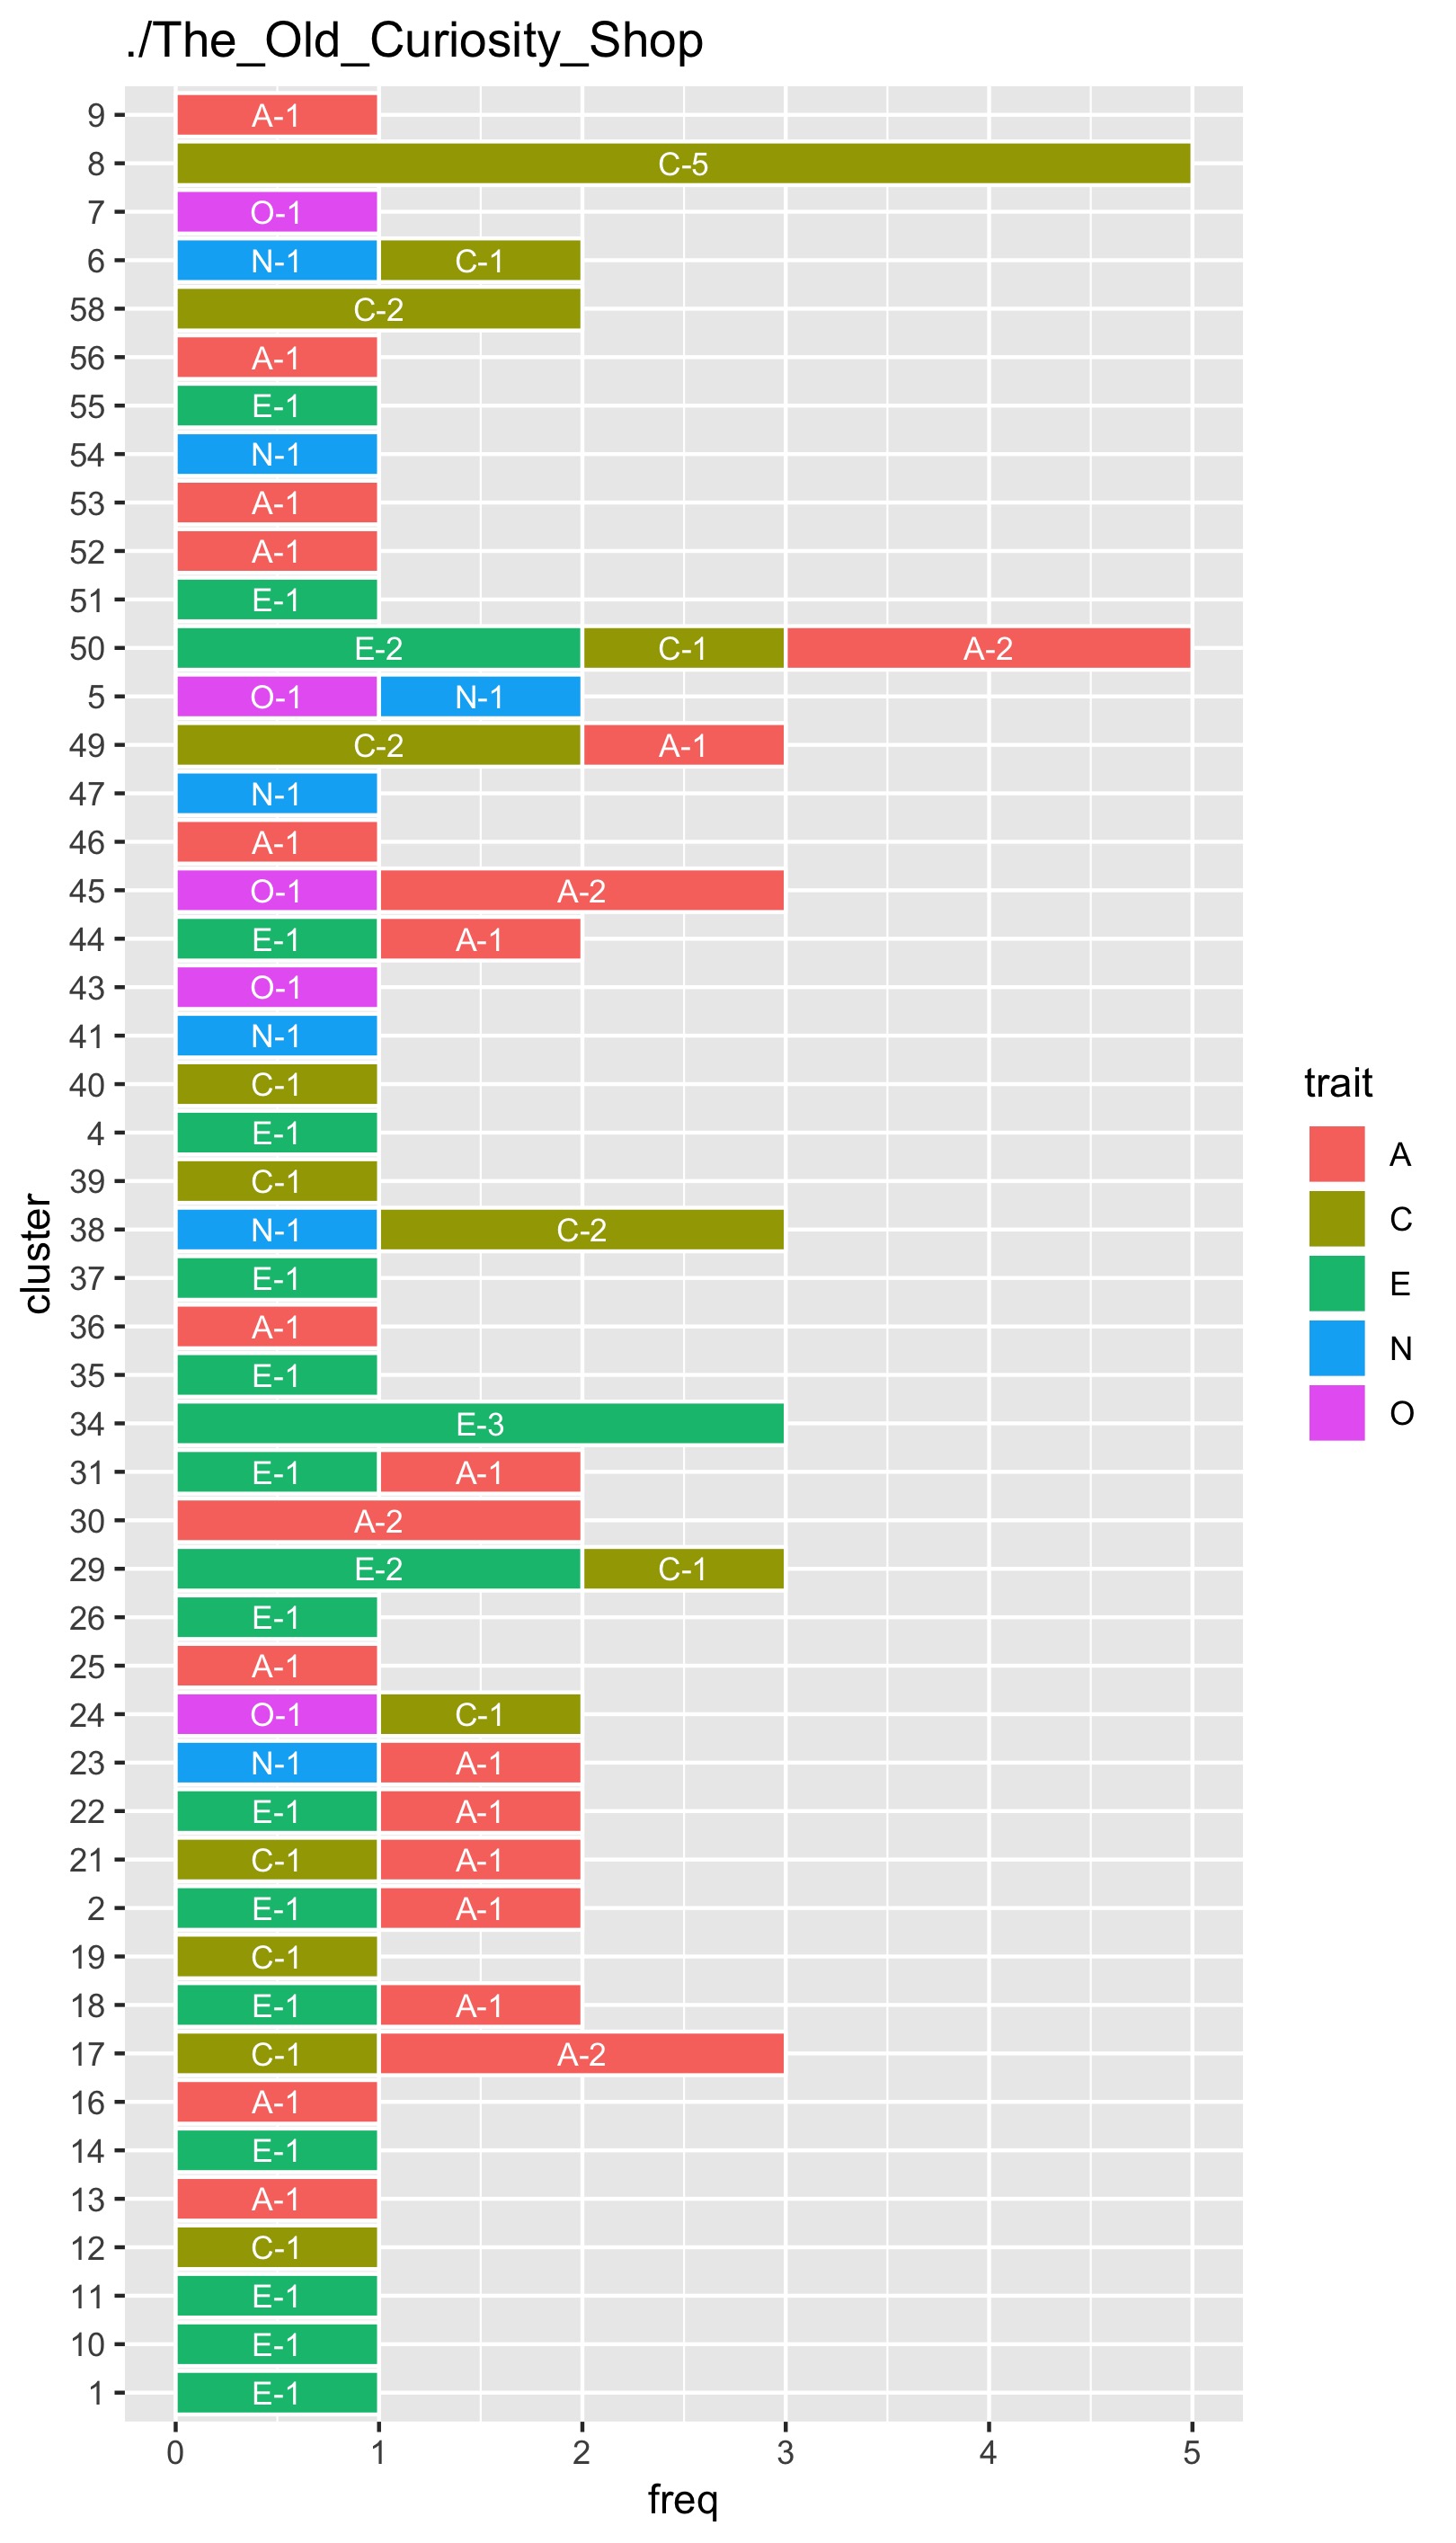 ./The_Old_Curiosity_Shop
9 A-1
8 C-5
7 O-1
6 N-1 C-1
58 C-2
56 A-1
55 E-1
54 N-1
53 A-1
52 A-1
51 E-1
50 E-2 C-1 A-2
5 O-1 N-1
49 C-2 A-1
47 N-1
46 A-1
45 O-1 A-2
44 E-1 A-1
43 O-1
41 N-1
40 C-1
4 E-1
39 C-1
38 N-1 C-2
37 E-1
36 A-1
35 E-1
34 E-3
31 E-1 A-1
30 A-2
29 E-2 C-1
26 E-1
25 A-1
24 O-1 C-1
23 N-1 A-1
22 E-1 A-1
21 C-1 A-1
2 E-1 A-1
19 C-1
18 E-1 A-1
17 C-1 A-2
16 A-1
14 E-1
13 A-1
12 C-1
11 E-1
10 E-1
1 E-1
0 1 2 3 4 5
freq
cluster
trait
A
C
E
N
O